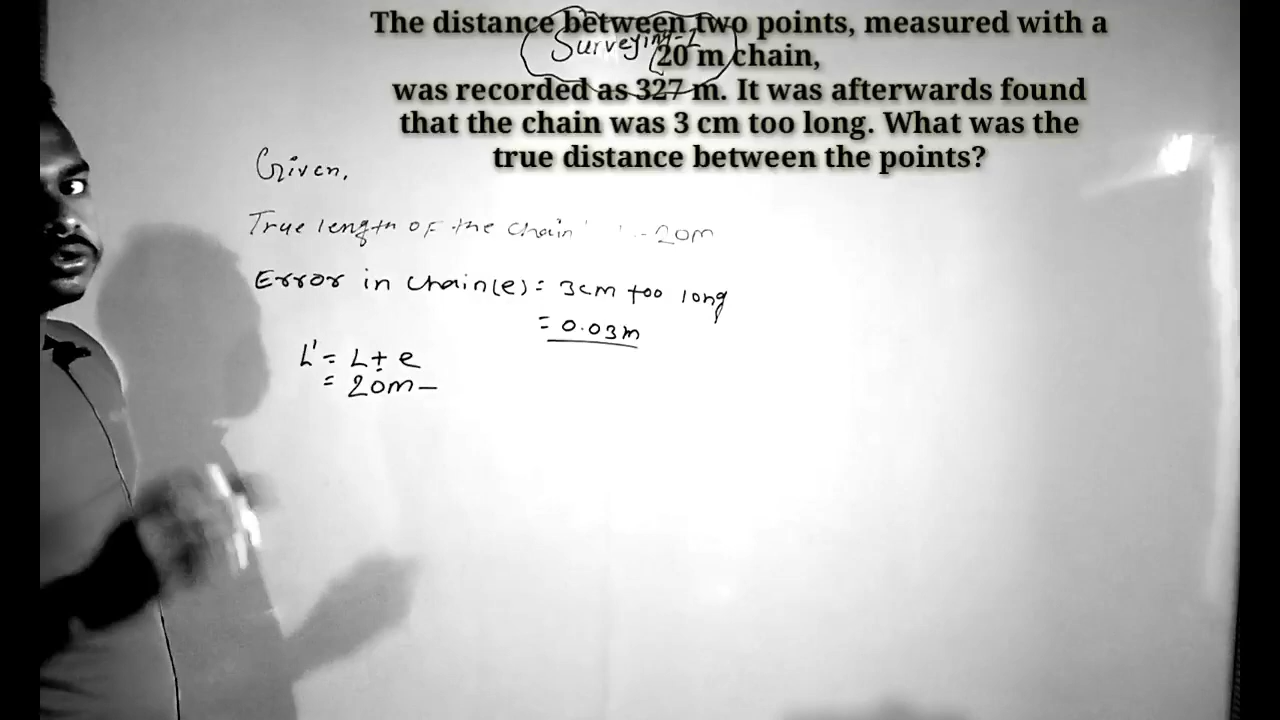 The distance between two points, measured with a
Surveying-I
20 m chain,
was recorded as 327 m. It was afterwards found
that the chain was 3 cm too long. What was the
true distance between the points?
Given,
True length of the chain - 20m
Error in chain(e) = 3cm too long
= 0.03m
L' = L ± e
= 20m -